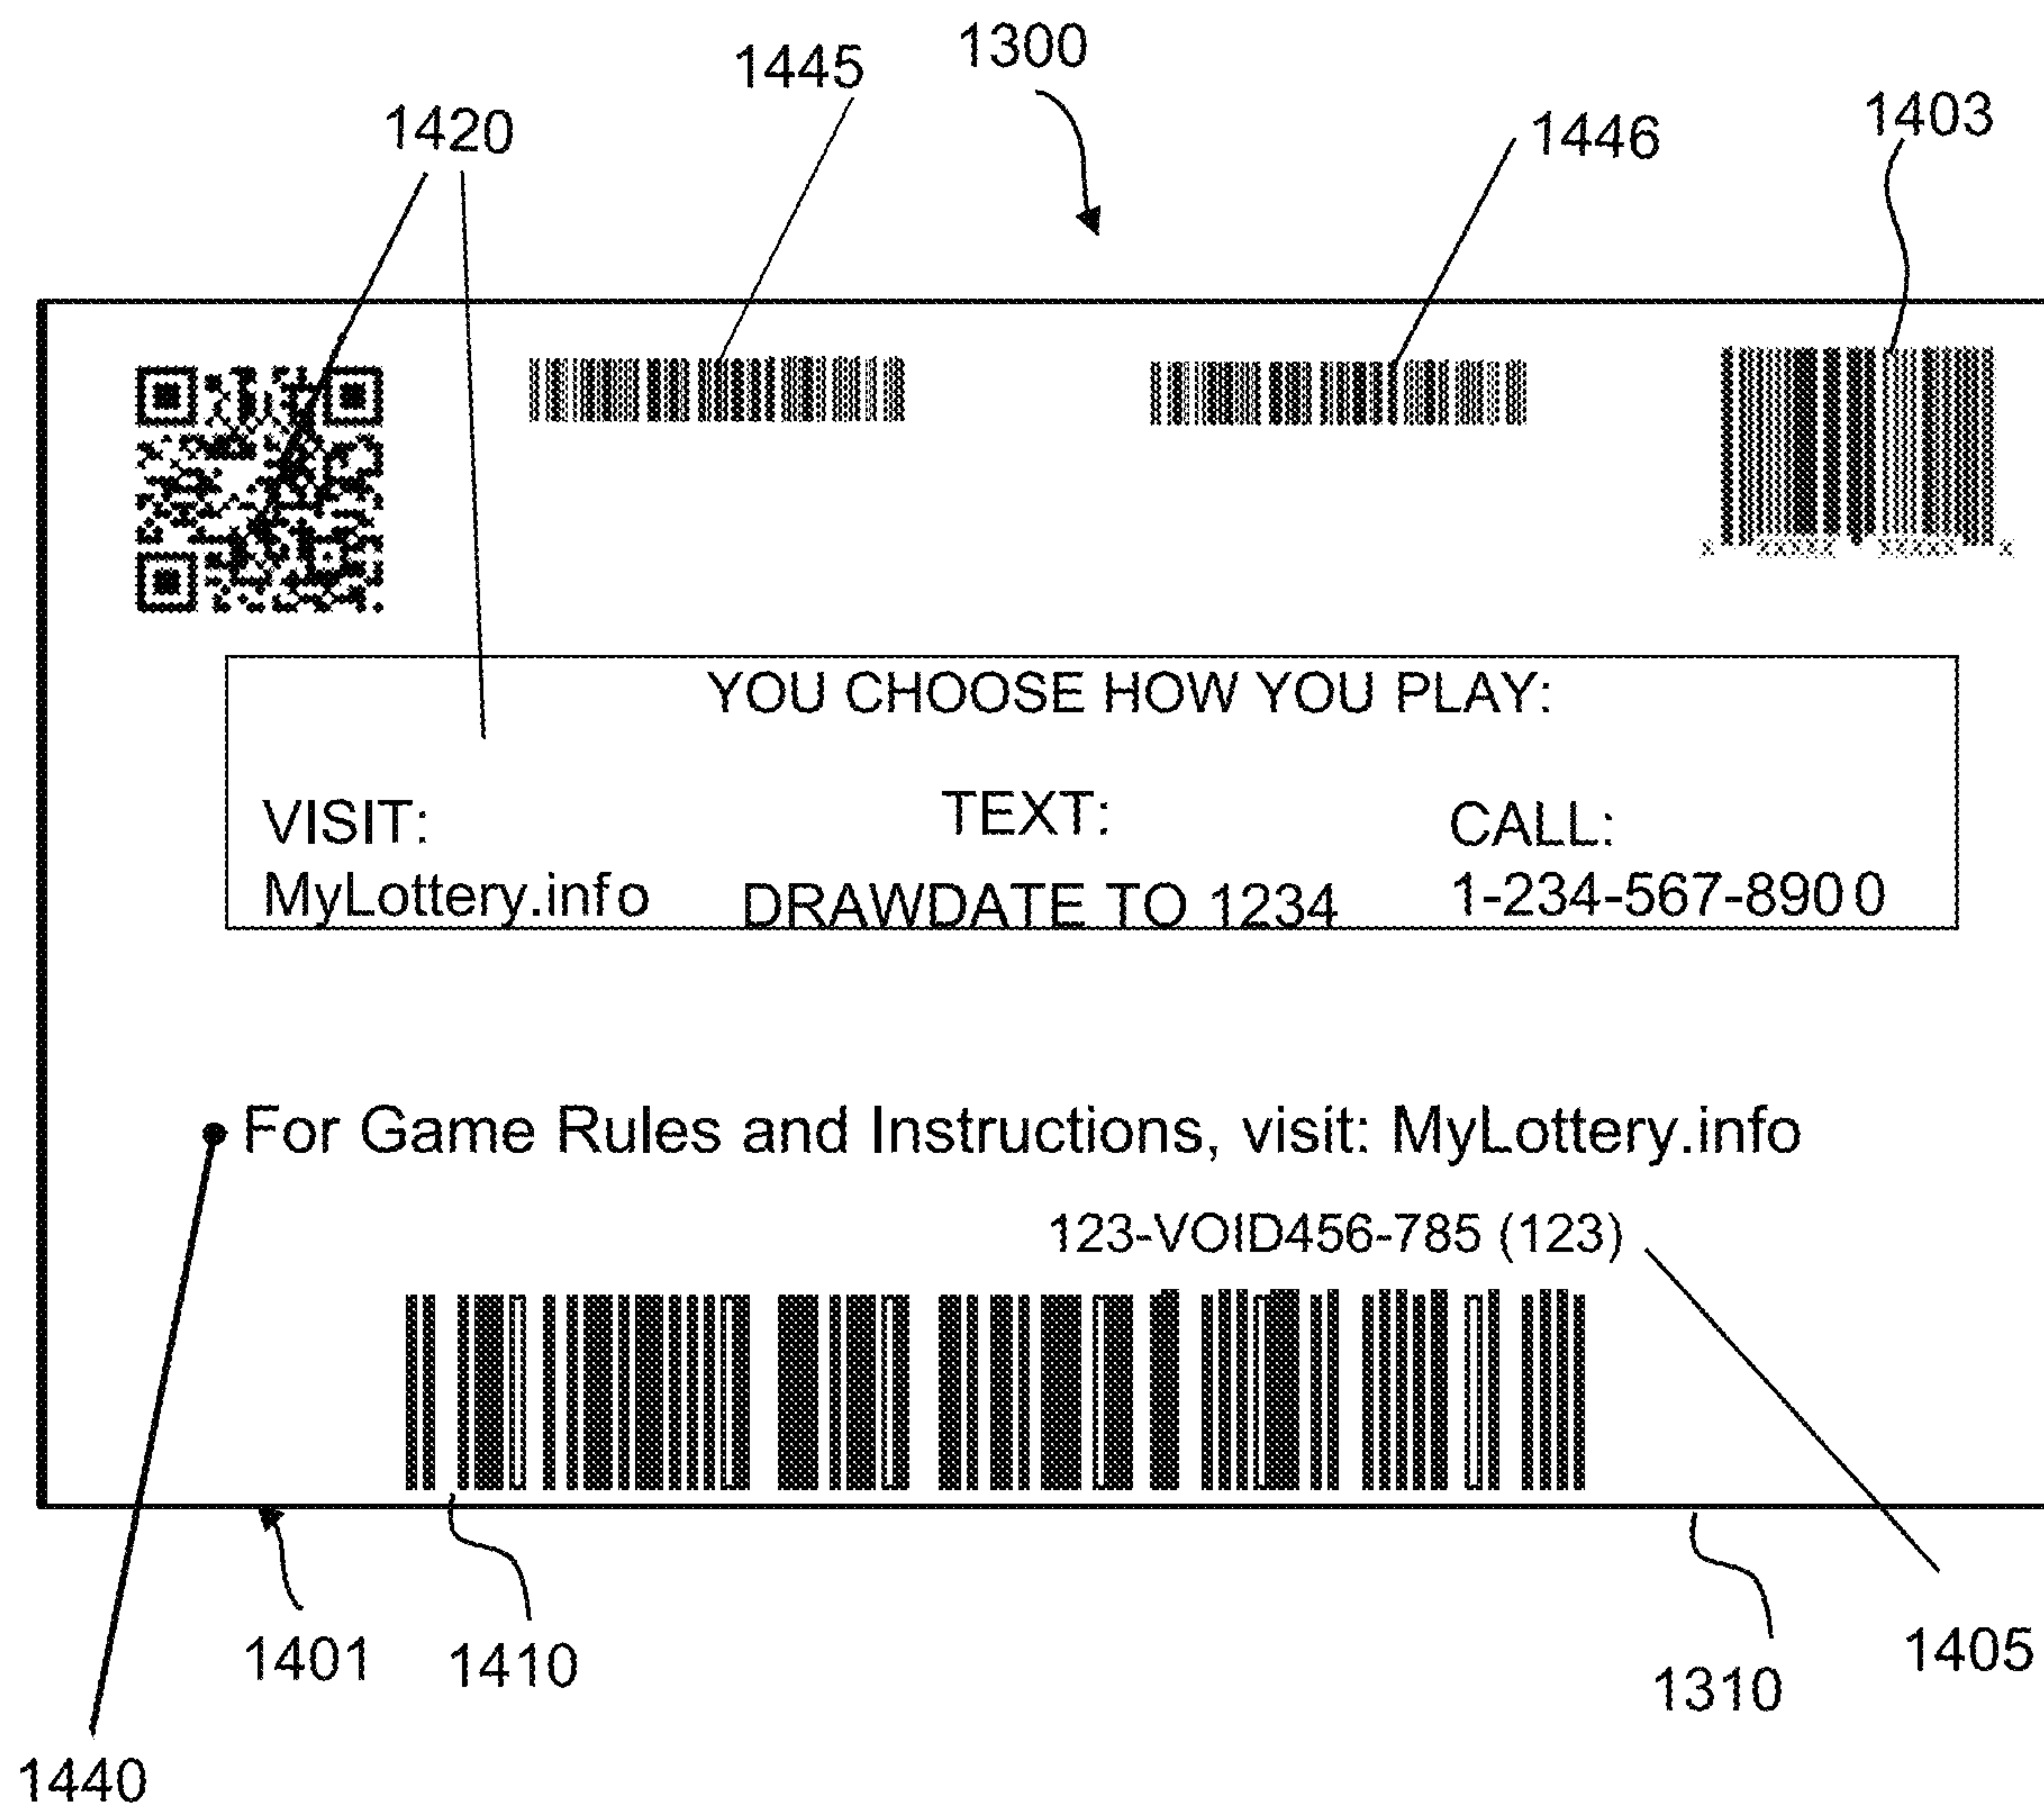 1300
1445
1403
1420
1446
YOU CHOOSE HOW YOU PLAY:
VISIT:
TEXT:
CALL:
MyLottery.info
DRAWDATE TO 1234
1-234-567-8900
For Game Rules and Instructions, visit: MyLottery.info
123-VOID456-785 (123)
1401
1410
1310
1405
1440